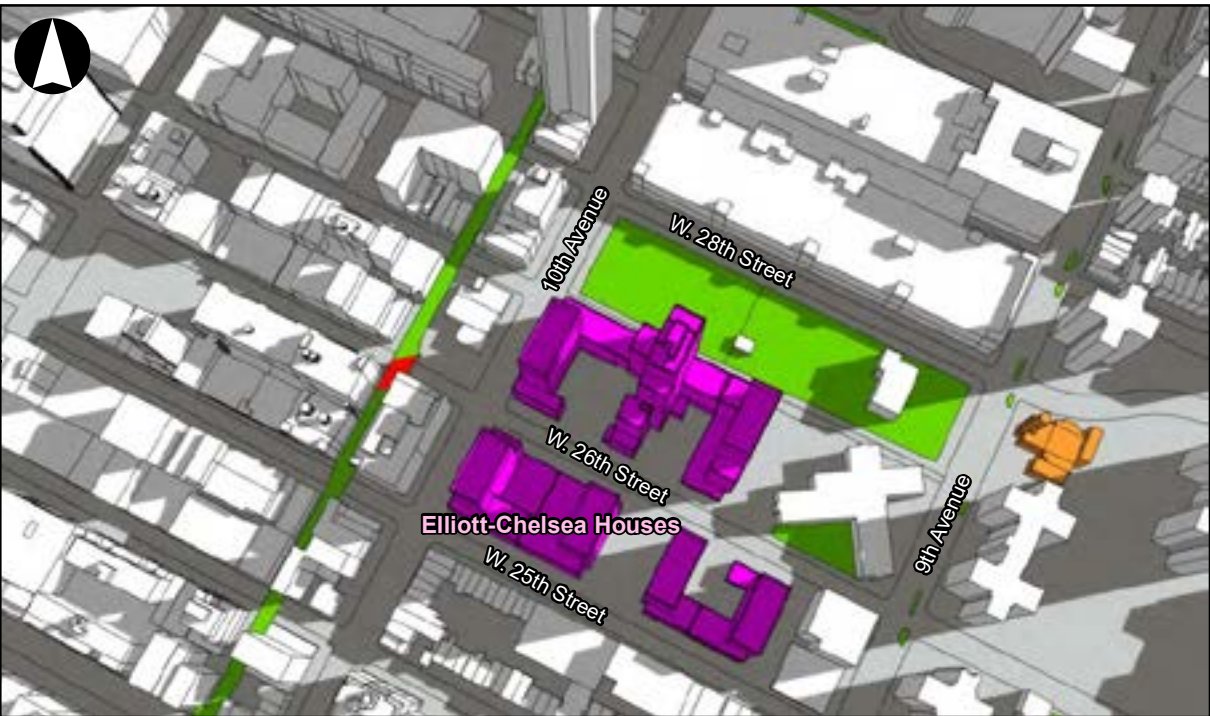 10th Avenue
W. 28th Street
W. 26th Street
Elliott-Chelsea Houses
9th Avenue
W. 25th Street